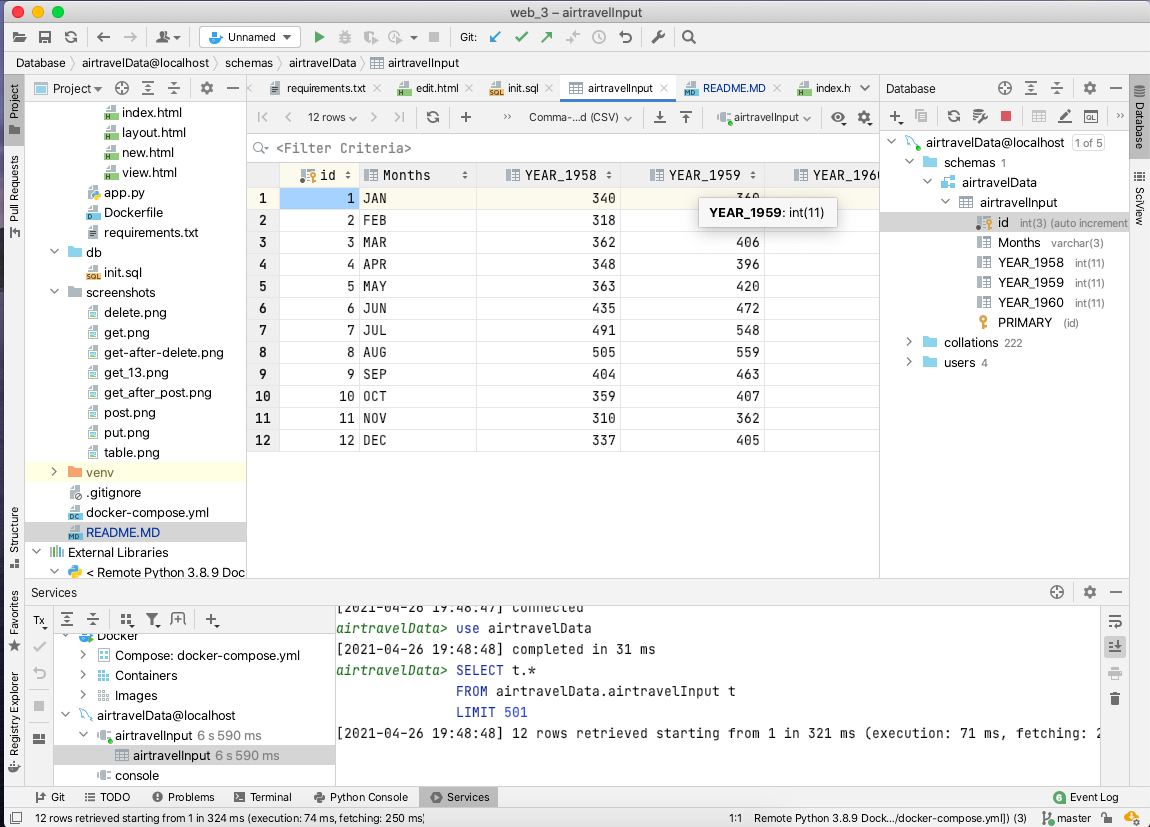 web_3 – airtravelInput
Unnamed
Git:
Database
airtravelData@localhost
schemas
airtravelData
airtravelInput
Project
requirements.txt
edit.html
init.sql
airtravelInput
README.MD
index.h
Database
12 rows
Comma-...d (CSV)
airtravelInput
<Filter Criteria>
id Months YEAR_1958 YEAR_1959 YEAR_1960
1 1 JAN 340
2 2 FEB 318
3 3 MAR 362 406
4 4 APR 348 396
5 5 MAY 363 420
6 6 JUN 435 472
7 7 JUL 491 548
8 8 AUG 505 559
9 9 SEP 404 463
10 10 OCT 359 407
11 11 NOV 310 362
12 12 DEC 337 405
YEAR_1959: int(11)
Project
Pull Requests
Structure
Favorites
Registry Explorer
index.html
layout.html
new.html
view.html
app.py
Dockerfile
requirements.txt
db
init.sql
screenshots
delete.png
get.png
get-after-delete.png
get_13.png
get_after_post.png
post.png
put.png
table.png
venv
.gitignore
docker-compose.yml
README.MD
External Libraries
< Remote Python 3.8.9 Doc
airtravelData@localhost 1 of 5
schemas 1
airtravelData
airtravelInput
id int(3) (auto increment
Months varchar(3)
YEAR_1958 int(11)
YEAR_1959 int(11)
YEAR_1960 int(11)
PRIMARY (id)
collations 222
users 4
Database
SciView
QL
Services
Tx
Docker
Compose: docker-compose.yml
Containers
Images
airtravelData@localhost
airtravelInput 6 s 590 ms
airtravelInput 6 s 590 ms
console
[2021-04-26 19:48:47] Connected
airtravelData> use airtravelData
[2021-04-26 19:48:48] completed in 31 ms
airtravelData> SELECT t.*
FROM airtravelData.airtravelInput t
LIMIT 501
[2021-04-26 19:48:48] 12 rows retrieved starting from 1 in 321 ms (execution: 71 ms, fetching: 2
Git
TODO
Problems
Terminal
Python Console
Services
6 Event Log
12 rows retrieved starting from 1 in 324 ms (execution: 74 ms, fetching: 250 ms)
1:1
Remote Python 3.8.9 Dock.../docker-compose.yml]) (3)
master